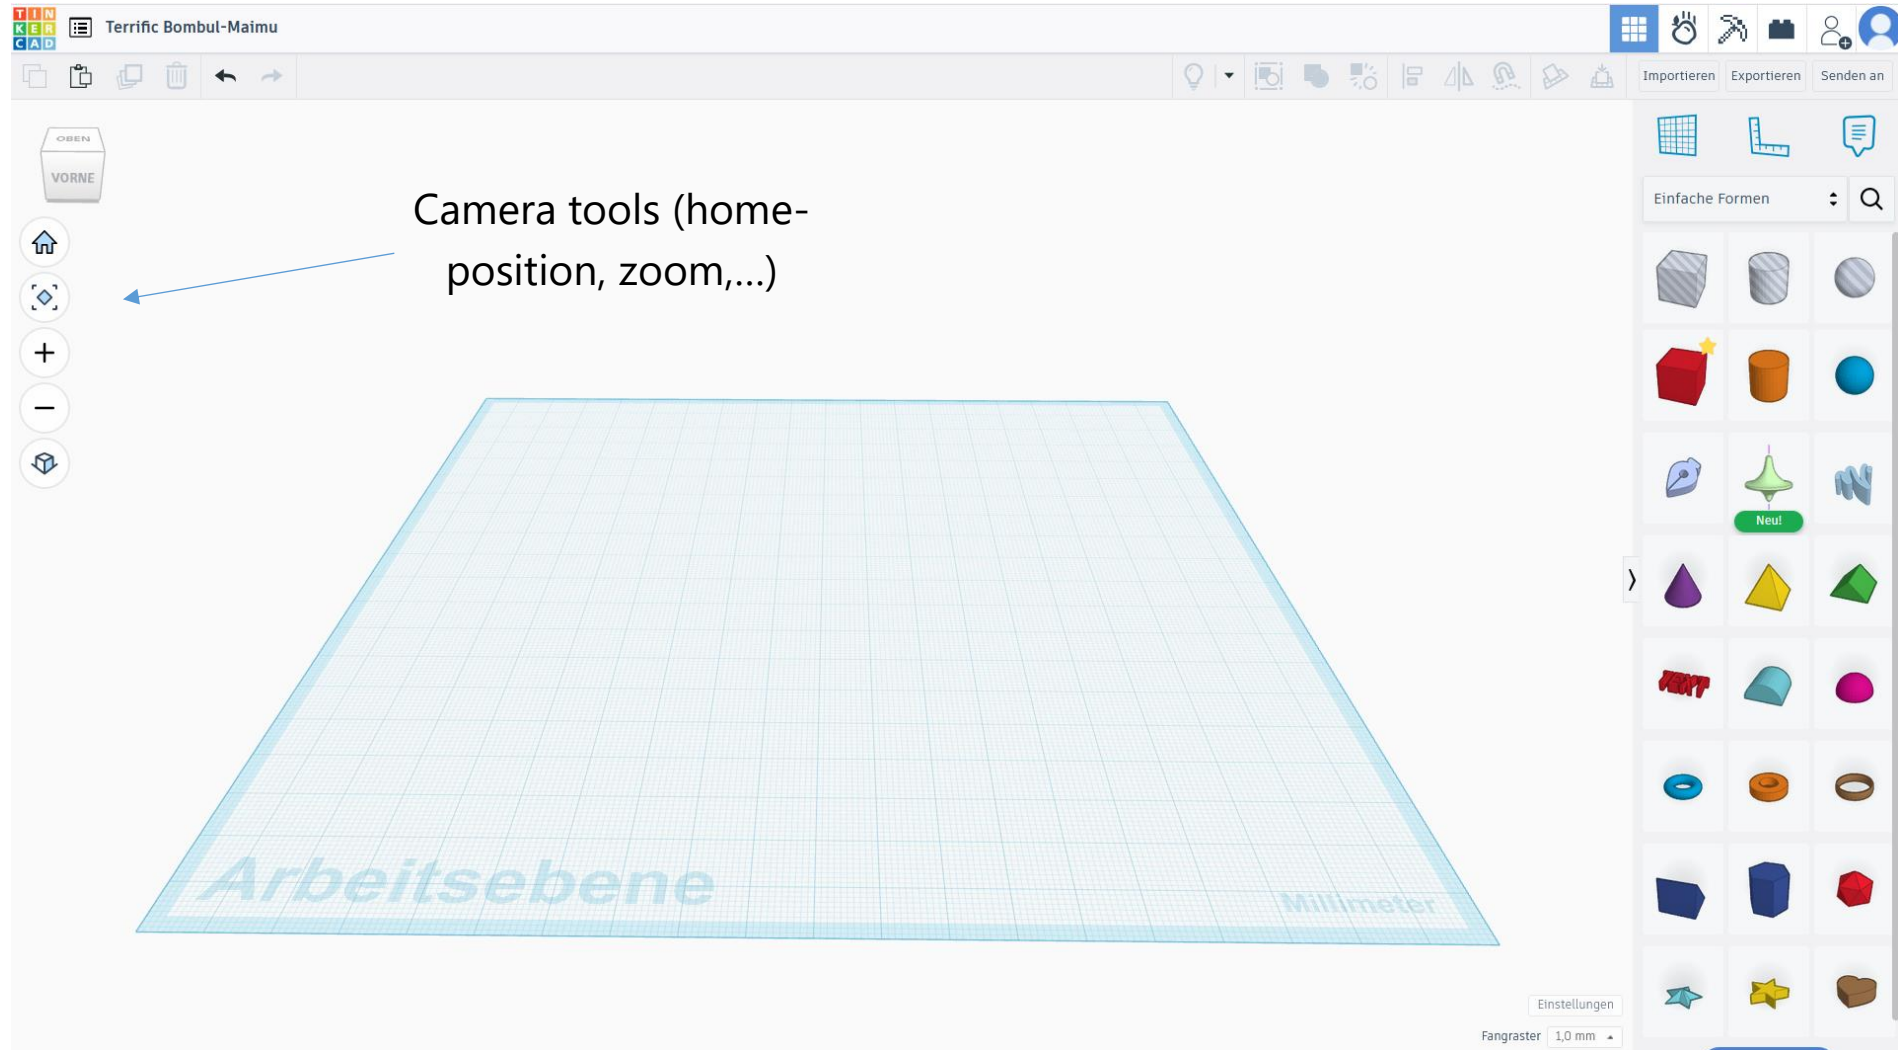 TIN
KER
CAD
Terrific Bombul-Maimu
Importieren
Exportieren
Senden an
OBEN
VORNE
Camera tools (home-
position, zoom,...)
Einfache Formen
Neu!
TEXT
Arbeitsebene
Millimeter
Einstellungen
Fangraster 1,0 mm